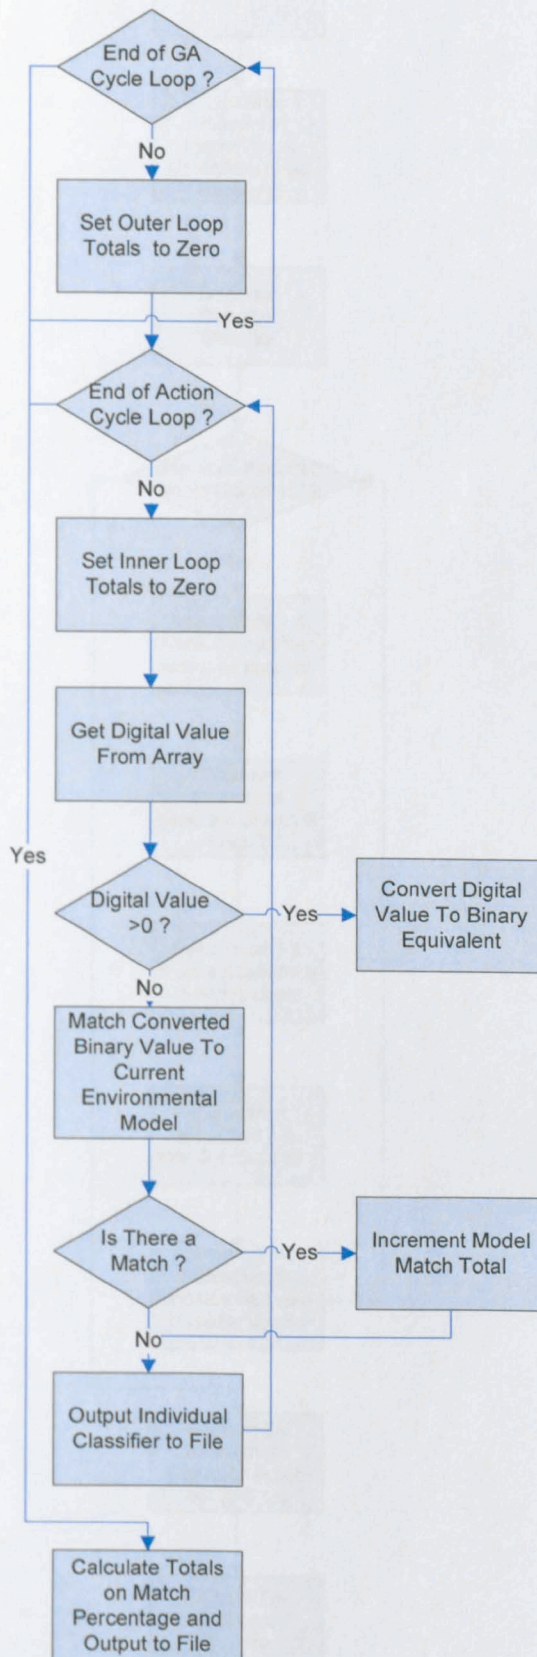 End of GA
Cycle Loop ?
No
Set Outer Loop
Totals to Zero
Yes
End of Action
Cycle Loop ?
No
Set Inner Loop
Totals to Zero
Get Digital Value
From Array
Yes
Digital Value
>0 ?
Yes
Convert Digital
Value To Binary
Equivalent
No
Match Converted
Binary Value To
Current
Environmental
Model
Is There a
Match ?
Yes
Increment Model
Match Total
No
Output Individual
Classifier to File
Calculate Totals
on Match
Percentage and
Output to File